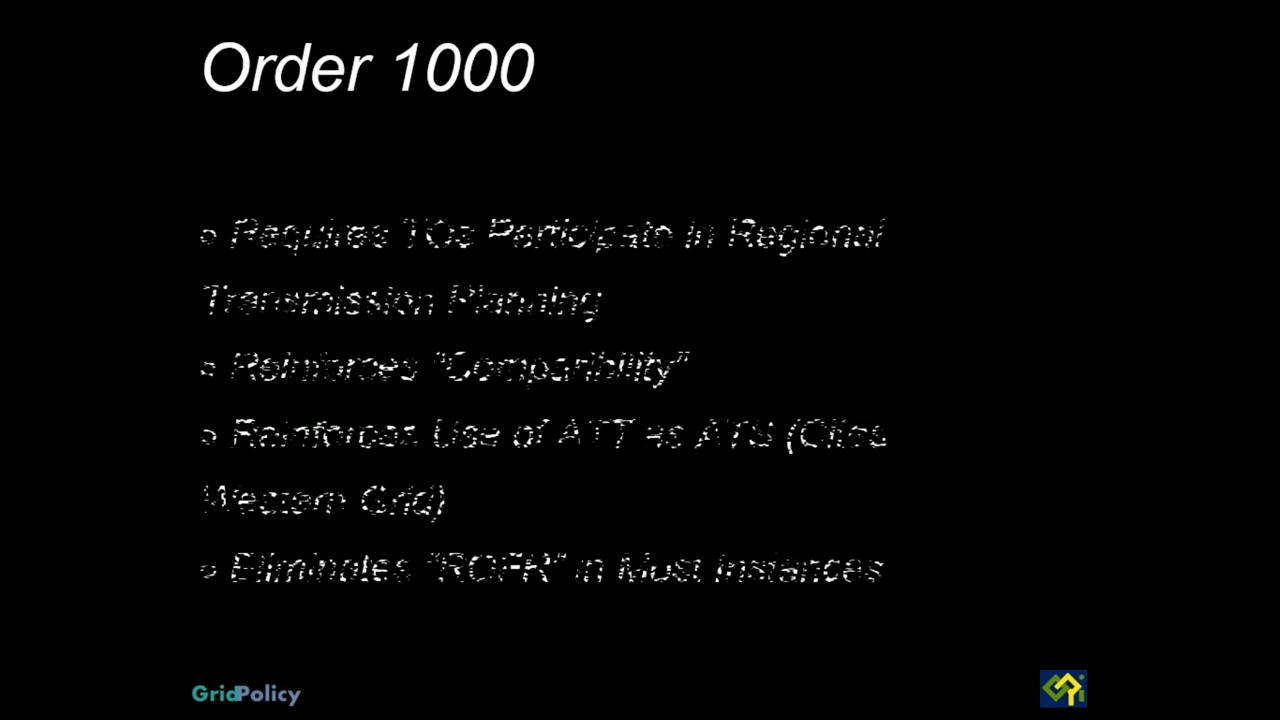 Order 1000
o Requires TOs Participate in Regional
Transmission Planning
o Reinforces "Comparibility"
o Reinforces Use of ATT as ATS (Cites
Western Grid)
o Eliminates "ROFR" in Most Instances
GridPolicy